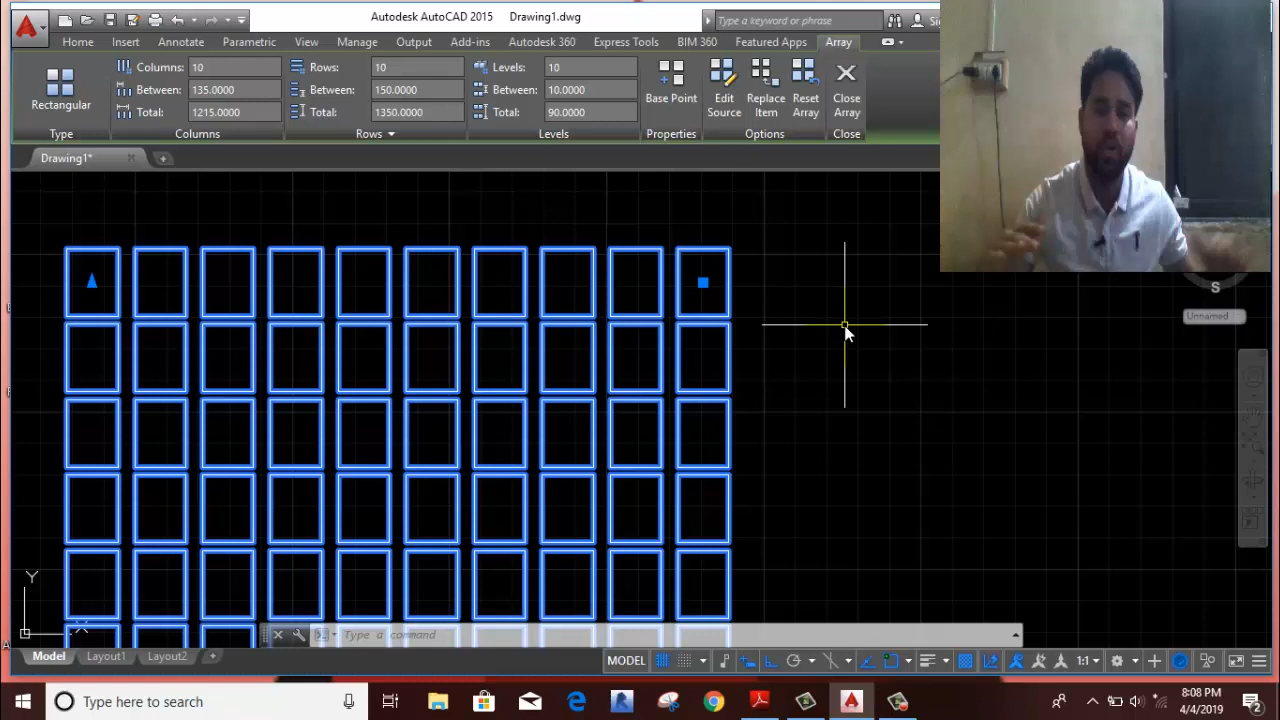 Autodesk AutoCAD 2015 Drawing1.dwg
Type a keyword or phrase
Home Insert Annotate Parametric View Manage Output Add-ins Autodesk 360 Express Tools BIM 360 Featured Apps Array
Columns: 10 Rows: 10 Levels: 10
Between: 135.0000 Between: 150.0000 Between: 10.0000
Total: 1215.0000 Total: 1350.0000 Total: 90.0000
Rectangular
Base Point
Edit Source
Replace Item
Reset Array
Close Array
Type Columns Rows Levels Properties Options Close
Drawing1*
S
Unnamed
Y
X
Type a command
Model Layout1 Layout2
MODEL 1:1
Type here to search
8:08 PM
4/4/2019
2